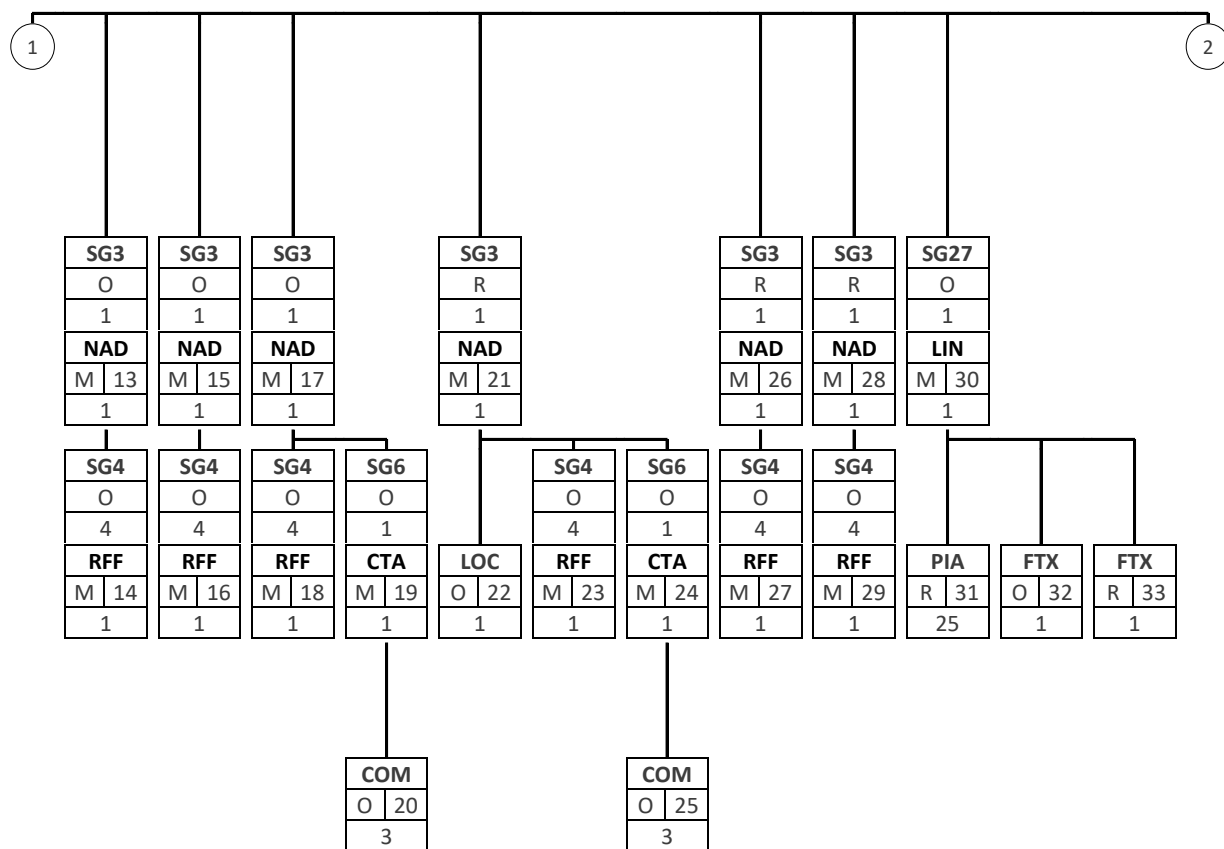 1 2
SG3 SG3 SG3 SG3 SG3 SG3 SG27
O O O R R R O
1 1 1 1 1 1 1
NAD NAD NAD NAD NAD NAD LIN
M 13 M 15 M 17 M 21 M 26 M 28 M 30
1 1 1 1 1 1 1
SG4 SG4 SG4 SG6 SG4 SG6 SG4 SG4
O O O O O O O O
4 4 4 1 4 1 4 4
RFF RFF RFF CTA LOC RFF CTA RFF RFF PIA FTX FTX
M 14 M 16 M 18 M 19 O 22 M 23 M 24 M 27 M 29 R 31 O 32 R 33
1 1 1 1 1 1 1 1 1 25 1 1
COM COM
O 20 O 25
3 3